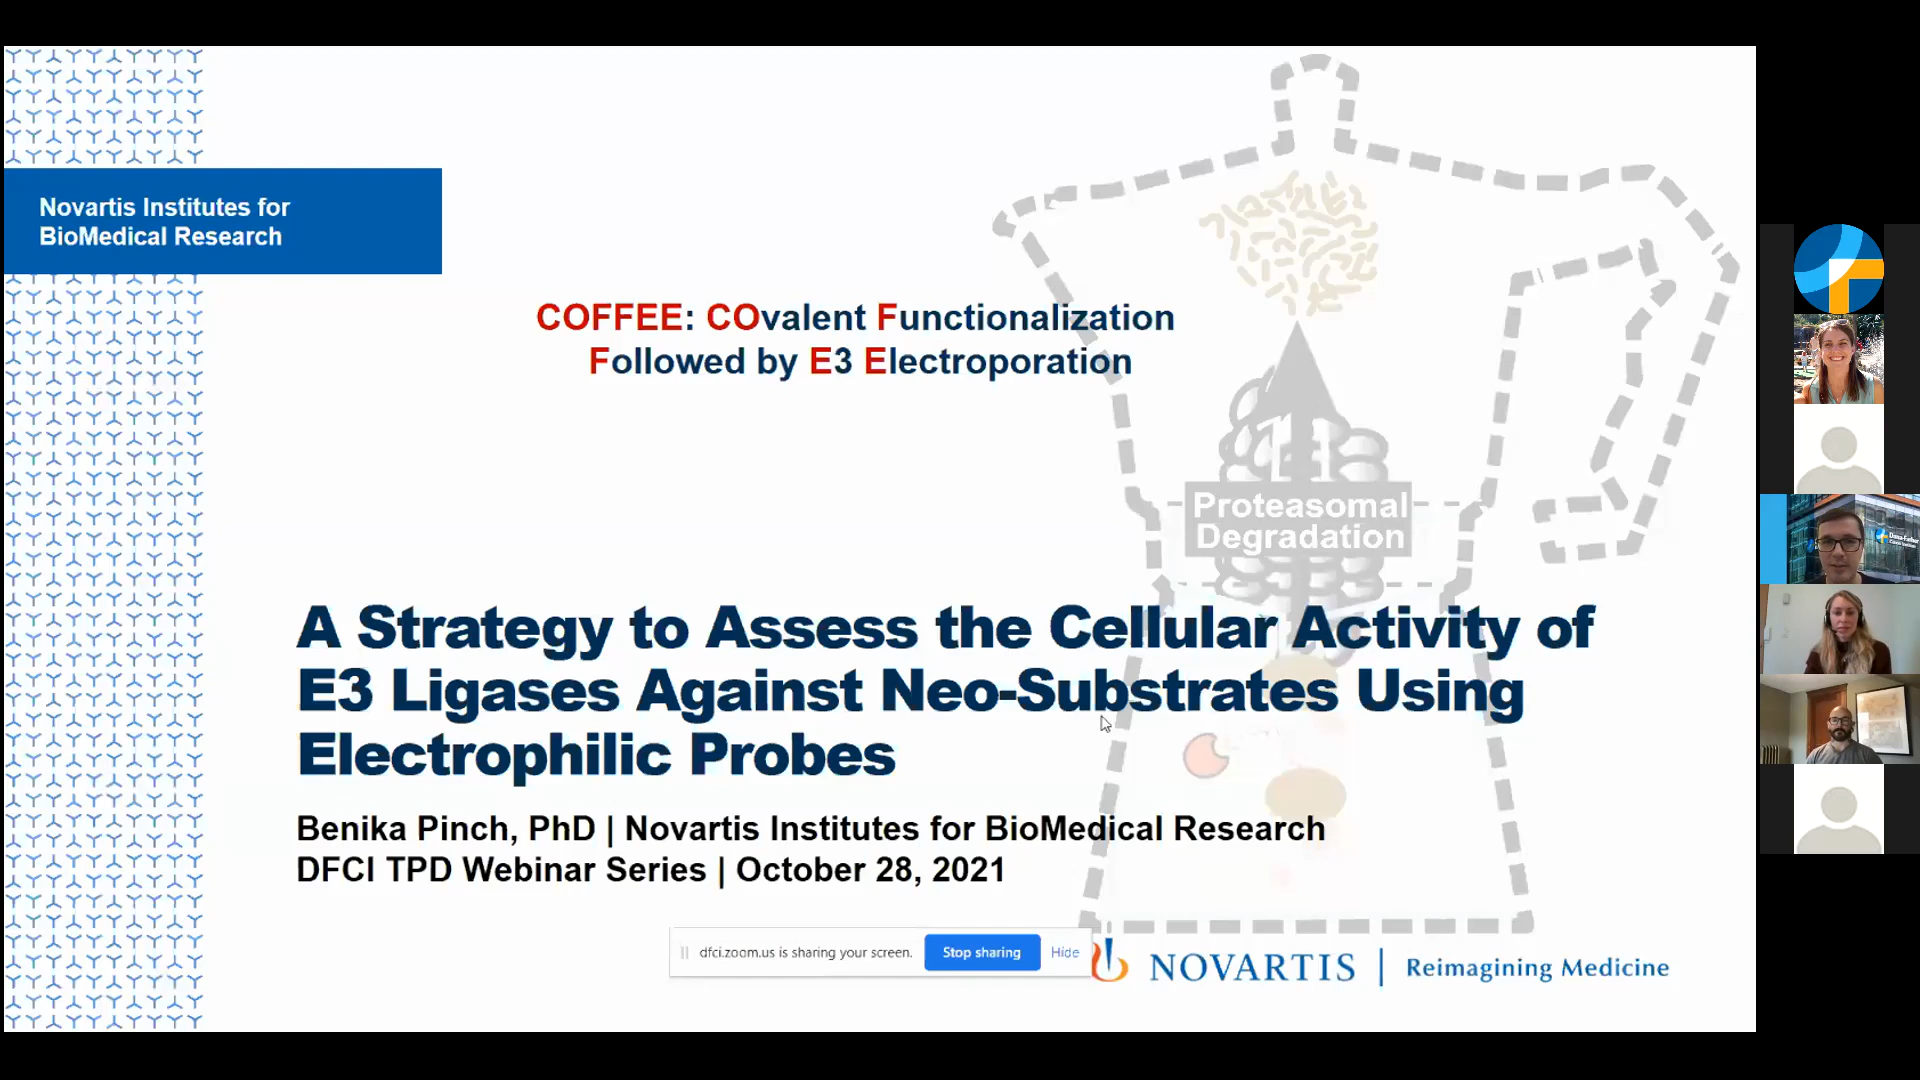 Novartis Institutes for
BioMedical Research
COFFEE: COvalent Functionalization
Followed by E3 Electroporation
Proteasomal
Degradation
A Strategy to Assess the Cellular Activity of
E3 Ligases Against Neo-Substrates Using
Electrophilic Probes
Benika Pinch, PhD | Novartis Institutes for BioMedical Research
DFCI TPD Webinar Series | October 28, 2021
dfci.zoom.us is sharing your screen. Stop sharing Hide
NOVARTIS | Reimagining Medicine
Dana-Farber